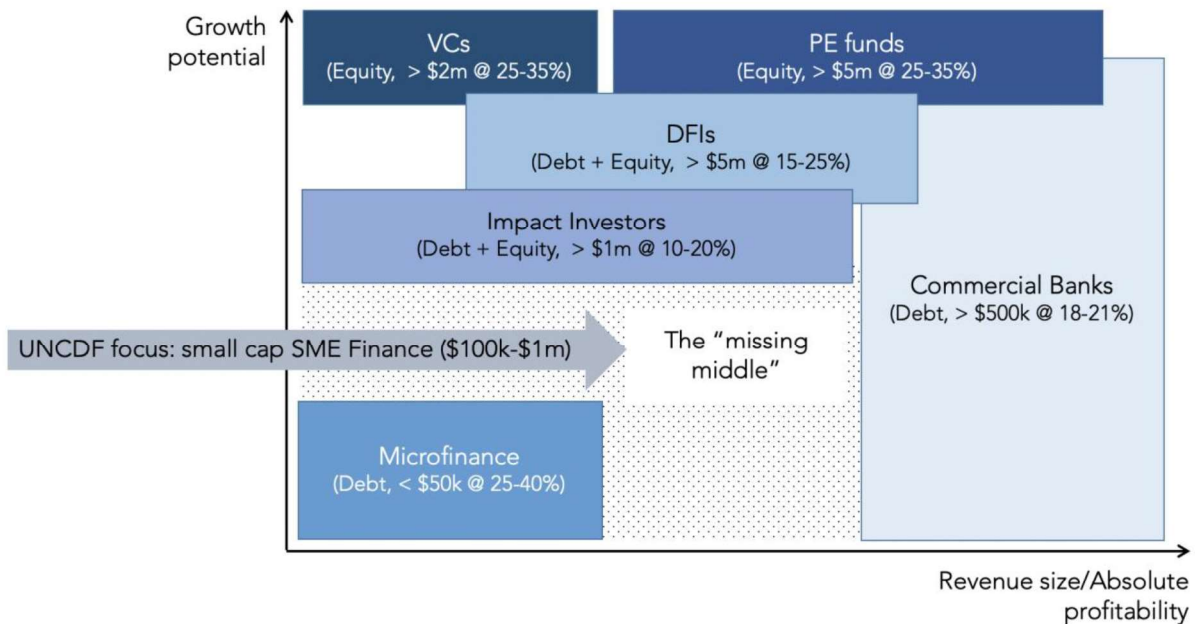 Growth
potential
VCs
(Equity, > $2m @ 25-35%)
PE funds
(Equity, > $5m @ 25-35%)
DFIs
(Debt + Equity, > $5m @ 15-25%)
Impact Investors
(Debt + Equity, > $1m @ 10-20%)
Commercial Banks
(Debt, > $500k @ 18-21%)
UNCDF focus: small cap SME Finance ($100k-$1m)
The “missing
middle”
Microfinance
(Debt, < $50k @ 25-40%)
Revenue size/Absolute
profitability